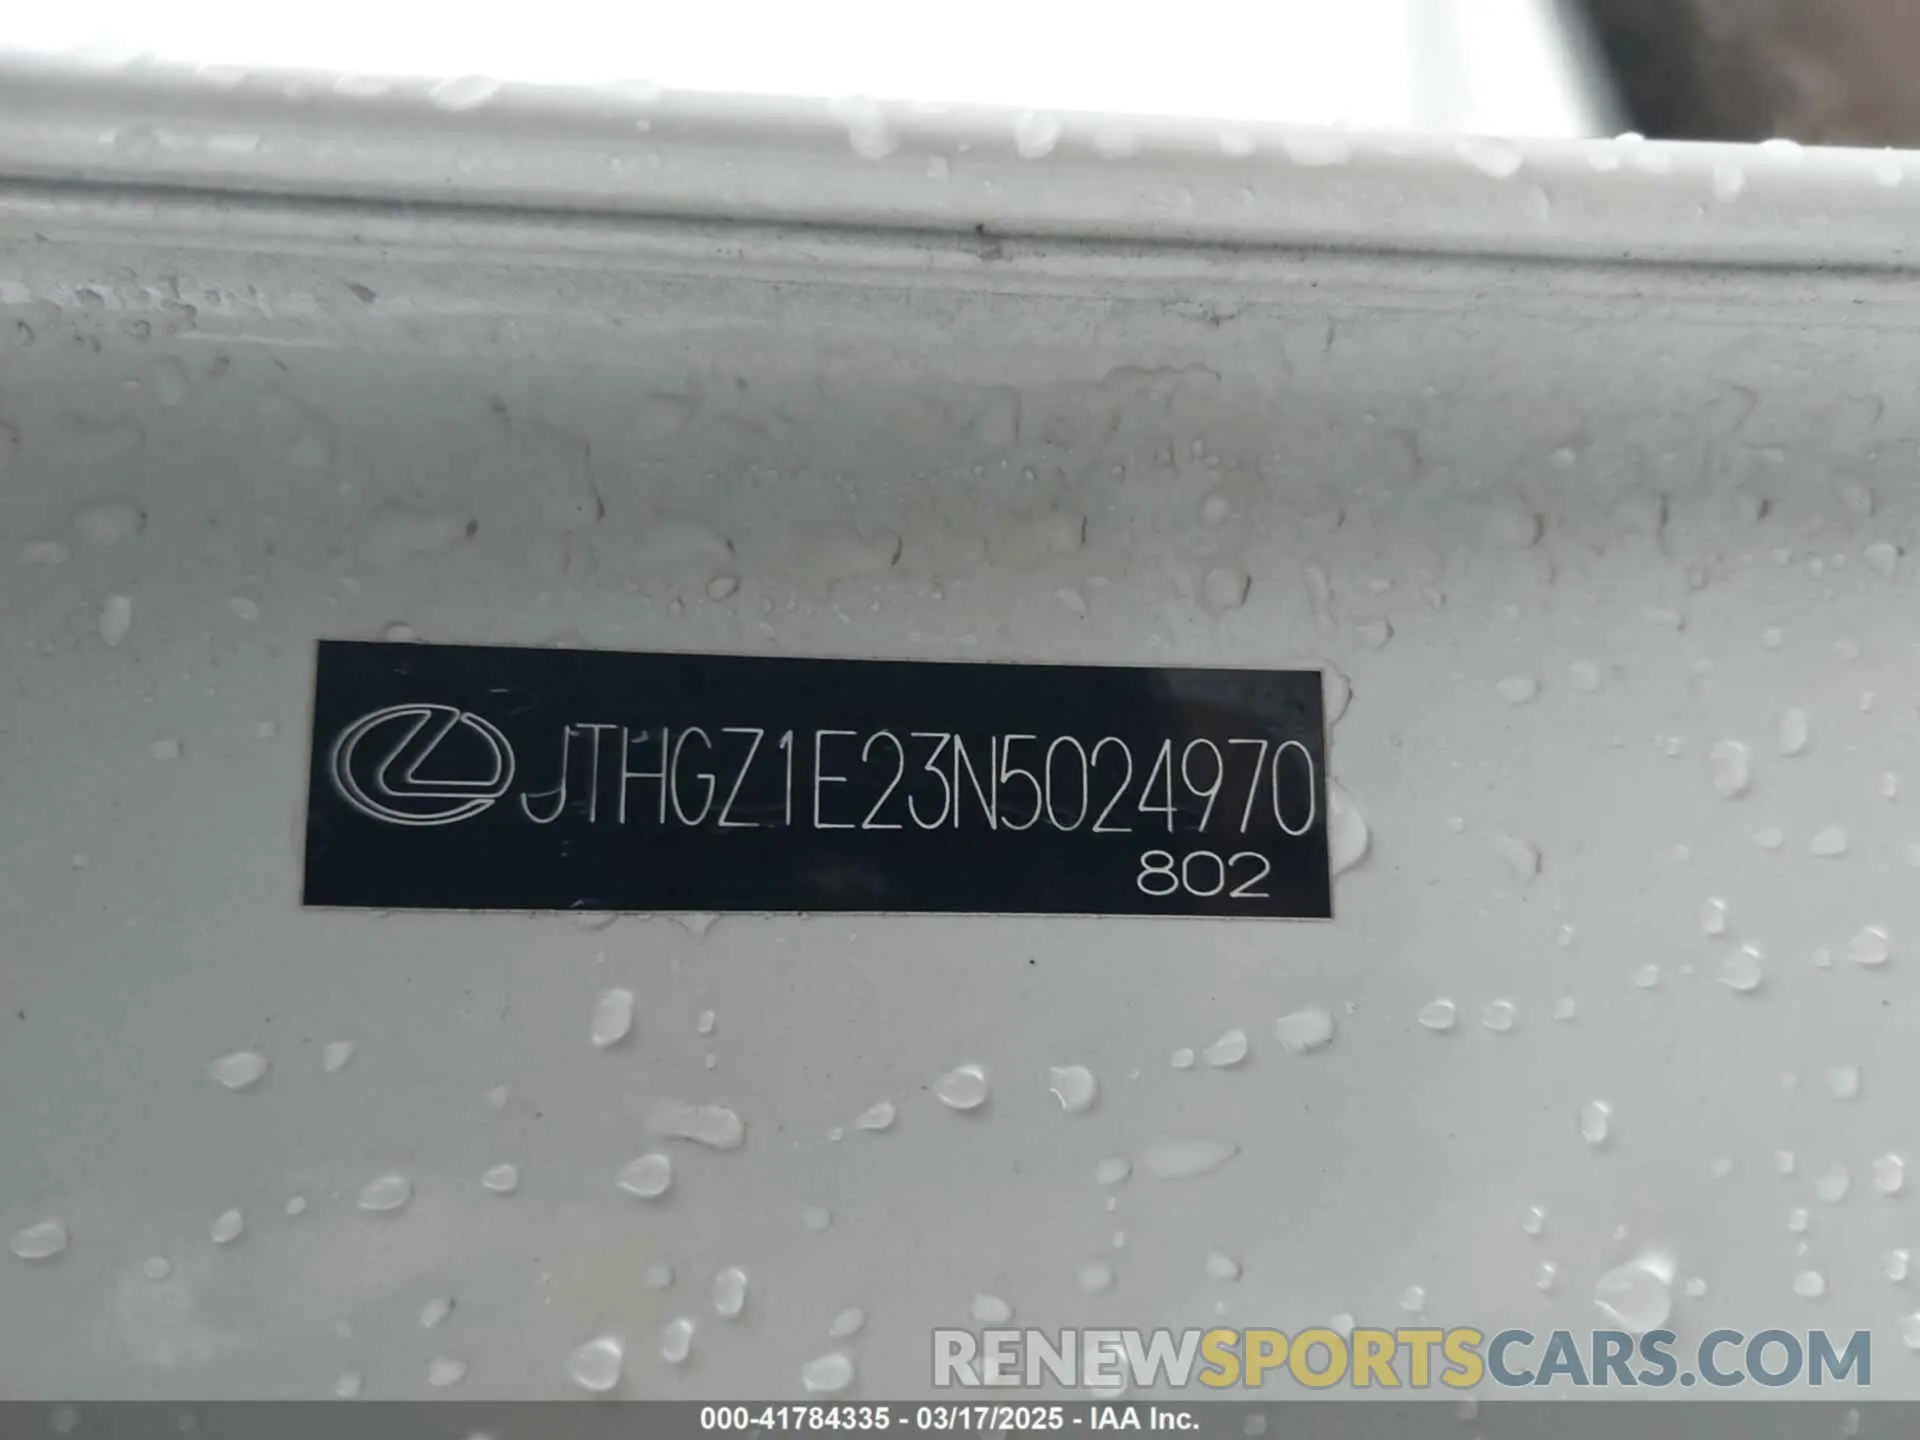 JTHGZ1E23N5024970
802
RENEWSPORTSCARS.COM
000-41784335 - 03/17/2025 - IAA Inc.